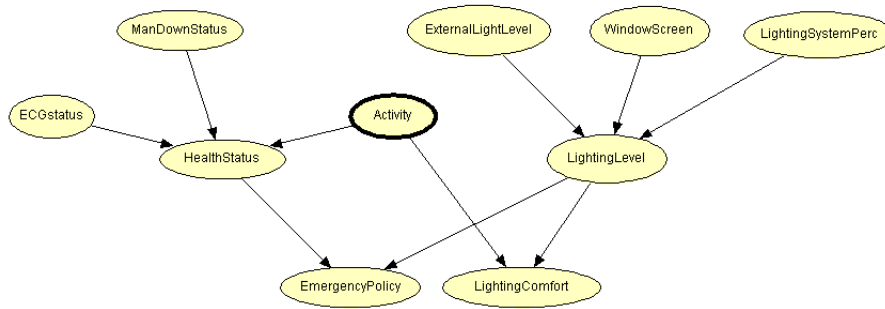 ManDownStatus
ExternalLightLevel
WindowScreen
LightingSystemPerc
ECGstatus
Activity
HealthStatus
LightingLevel
EmergencyPolicy
LightingComfort